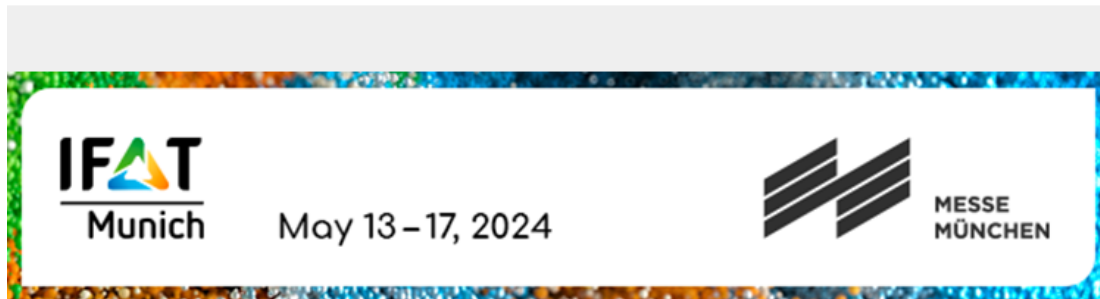 IFAT
Munich
May 13 – 17, 2024
MESSE
MÜNCHEN